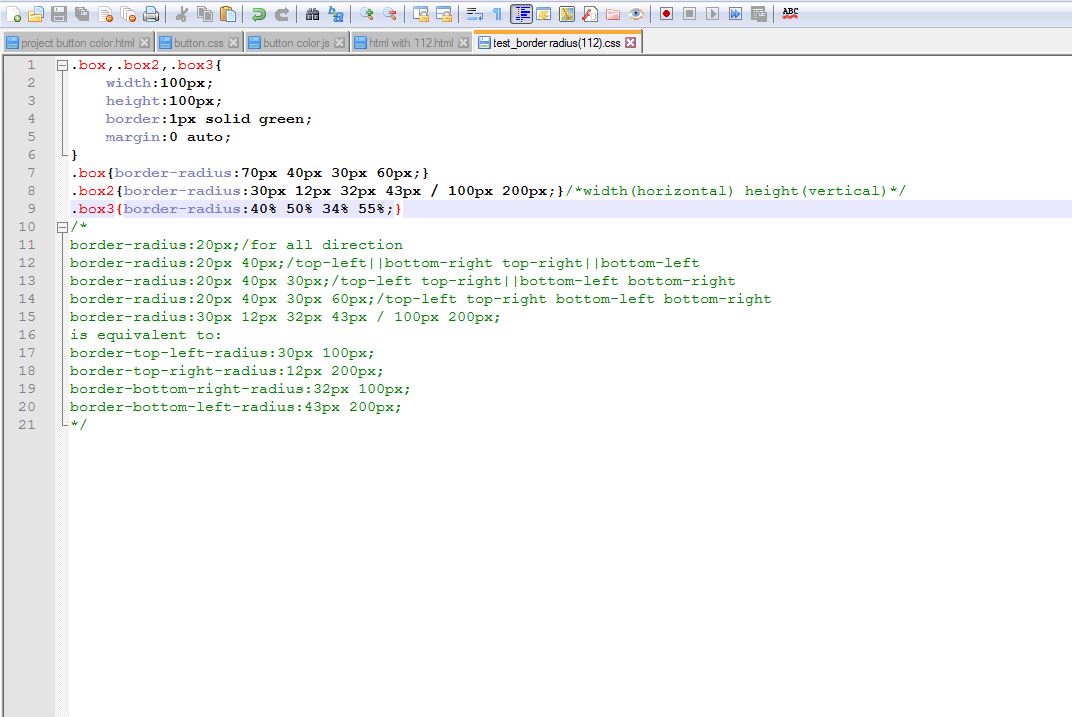 ABC
project button color.html button.css button color.js html with 112.html test_border radius(112).css
1 .box,.box2,.box3{
2 width:100px;
3 height:100px;
4 border:1px solid green;
5 margin:0 auto;
6 }
7 .box{border-radius:70px 40px 30px 60px;}
8 .box2{border-radius:30px 12px 32px 43px / 100px 200px;}/*width(horizontal) height(vertical)*/
9 .box3{border-radius:40% 50% 34% 55%;}
10 /*
11 border-radius:20px;/for all direction
12 border-radius:20px 40px;/top-left||bottom-right top-right||bottom-left
13 border-radius:20px 40px 30px;/top-left top-right||bottom-left bottom-right
14 border-radius:20px 40px 30px 60px;/top-left top-right bottom-left bottom-right
15 border-radius:30px 12px 32px 43px / 100px 200px;
16 is equivalent to:
17 border-top-left-radius:30px 100px;
18 border-top-right-radius:12px 200px;
19 border-bottom-right-radius:32px 100px;
20 border-bottom-left-radius:43px 200px;
21 */